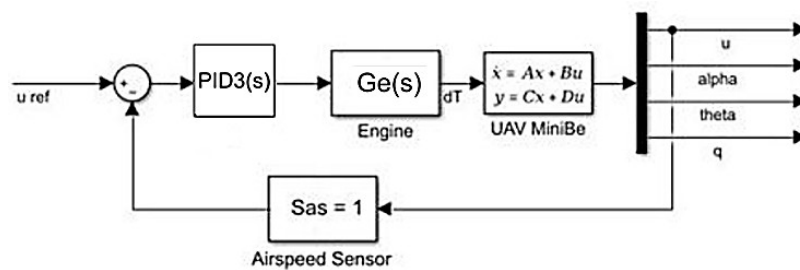 u ref
+
-
PID3(s)
Ge(s)
Engine
dT
ẋ = Ax + Bu
y = Cx + Du
UAV MiniBe
u
alpha
theta
q
Sas = 1
Airspeed Sensor